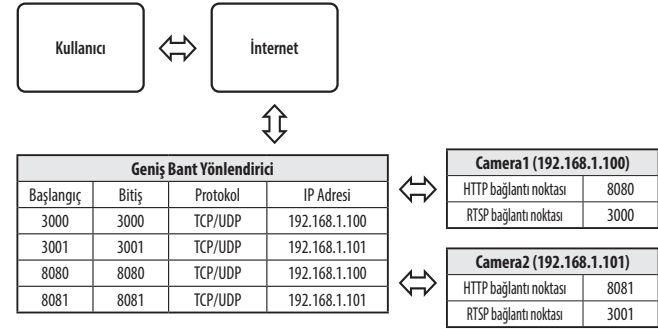 Kullanıcı
İnternet
Geniş Bant Yönlendirici
Başlangıç Bitiş Protokol IP Adresi
3000 3000 TCP/UDP 192.168.1.100
3001 3001 TCP/UDP 192.168.1.101
8080 8080 TCP/UDP 192.168.1.100
8081 8081 TCP/UDP 192.168.1.101
Camera1 (192.168.1.100)
HTTP bağlantı noktası 8080
RTSP bağlantı noktası 3000
Camera2 (192.168.1.101)
HTTP bağlantı noktası 8081
RTSP bağlantı noktası 3001